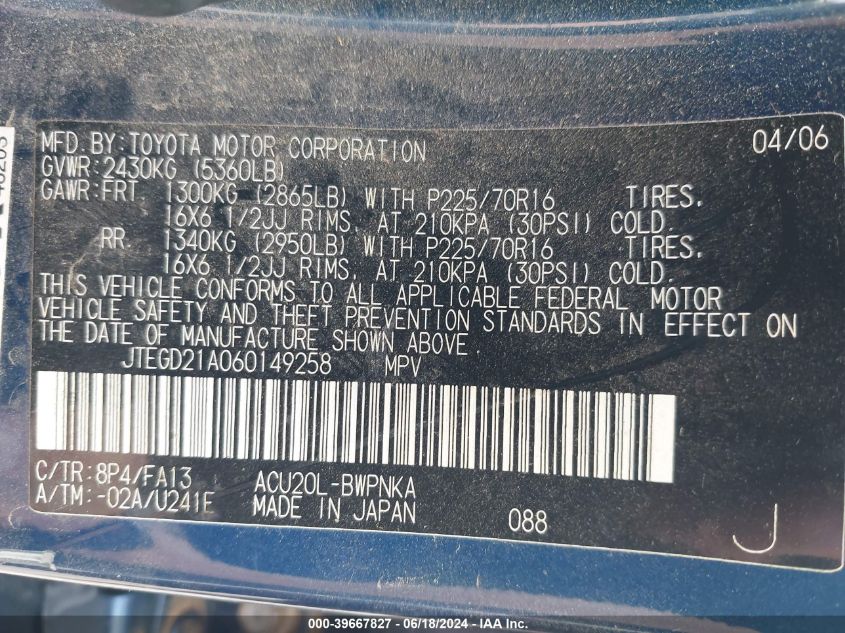 MFD.BY:TOYOTA MOTOR CORPORATION 04/06
GVWR:2430KG (5360LB)
GAWR:FRT. 1300KG (2865LB) WITH P225/70R16 TIRES.
16X6 1/2JJ RIMS. AT 210KPA (30PSI) COLD.
RR. 1340KG (2950LB) WITH P225/70R16 TIRES.
16X6 1/2JJ RIMS. AT 210KPA (30PSI) COLD.
THIS VEHICLE CONFORMS TO ALL APPLICABLE FEDERAL MOTOR
VEHICLE SAFETY AND THEFT PREVENTION STANDARDS IN EFFECT ON
THE DATE OF MANUFACTURE SHOWN ABOVE.
JTEGD21A060149258 MPV
C/TR:8P4/FA13 ACU20L-BWPNKA
A/TM:-02A/U241E MADE IN JAPAN 088 J
000-39667827 - 06/18/2024 - WWW.IAAI.COM